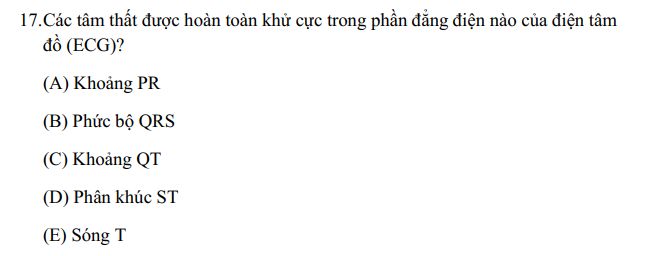 17.Các tâm thất được hoàn toàn khử cực trong phần đẳng điện nào của điện tâm
đồ (ECG)?
(A) Khoảng PR
(B) Phức bộ QRS
(C) Khoảng QT
(D) Phân khúc ST
(E) Sóng T